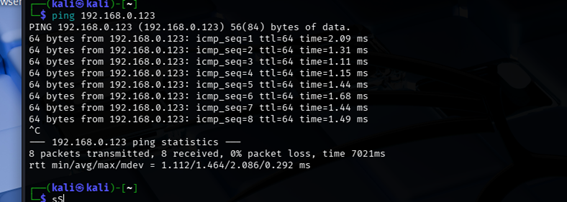 wser
┌──(kali㉿kali)-[~]
└─$ ping 192.168.0.123
PING 192.168.0.123 (192.168.0.123) 56(84) bytes of data.
64 bytes from 192.168.0.123: icmp_seq=1 ttl=64 time=2.09 ms
64 bytes from 192.168.0.123: icmp_seq=2 ttl=64 time=1.31 ms
64 bytes from 192.168.0.123: icmp_seq=3 ttl=64 time=1.11 ms
64 bytes from 192.168.0.123: icmp_seq=4 ttl=64 time=1.15 ms
64 bytes from 192.168.0.123: icmp_seq=5 ttl=64 time=1.44 ms
64 bytes from 192.168.0.123: icmp_seq=6 ttl=64 time=1.68 ms
64 bytes from 192.168.0.123: icmp_seq=7 ttl=64 time=1.44 ms
64 bytes from 192.168.0.123: icmp_seq=8 ttl=64 time=1.49 ms
^C
--- 192.168.0.123 ping statistics ---
8 packets transmitted, 8 received, 0% packet loss, time 7021ms
rtt min/avg/max/mdev = 1.112/1.464/2.086/0.292 ms
┌──(kali㉿kali)-[~]
└─$ sS